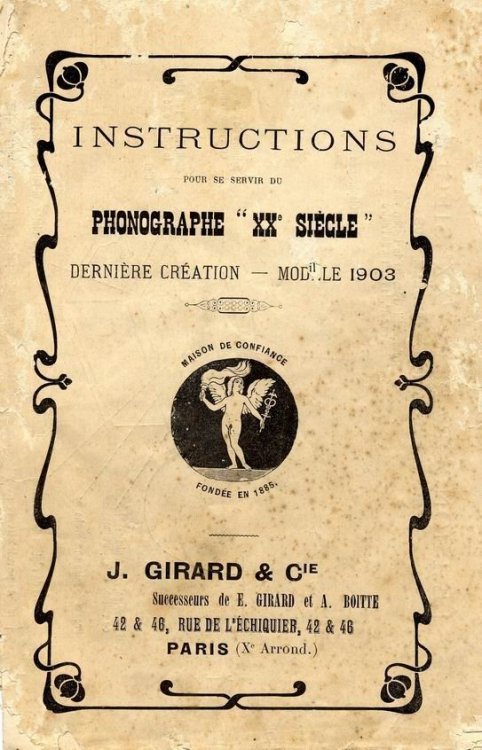 INSTRUCTIONS
POUR SE SERVIR DU
PHONOGRAPHE “XXe SIÈCLE”
DERNIÈRE CRÉATION — MODÈLE 1903
MAISON DE CONFIANCE
FONDÉE EN 1885.
J. GIRARD & CIE
Successeurs de E. GIRARD et A. BOITTE
42 & 46, RUE DE L'ÉCHIQUIER, 42 & 46
PARIS (Xe Arrond.)